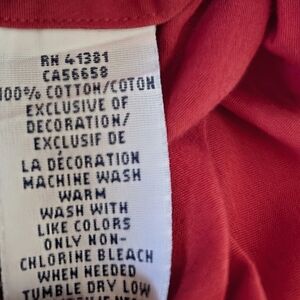 RN 41381
CA56658
100% COTTON/COTON
EXCLUSIVE OF
DECORATION/
EXCLUSIF DE
LA DÉCORATION
MACHINE WASH
WARM
WASH WITH
LIKE COLORS
ONLY NON-
CHLORINE BLEACH
WHEN NEEDED
TUMBLE DRY LOW